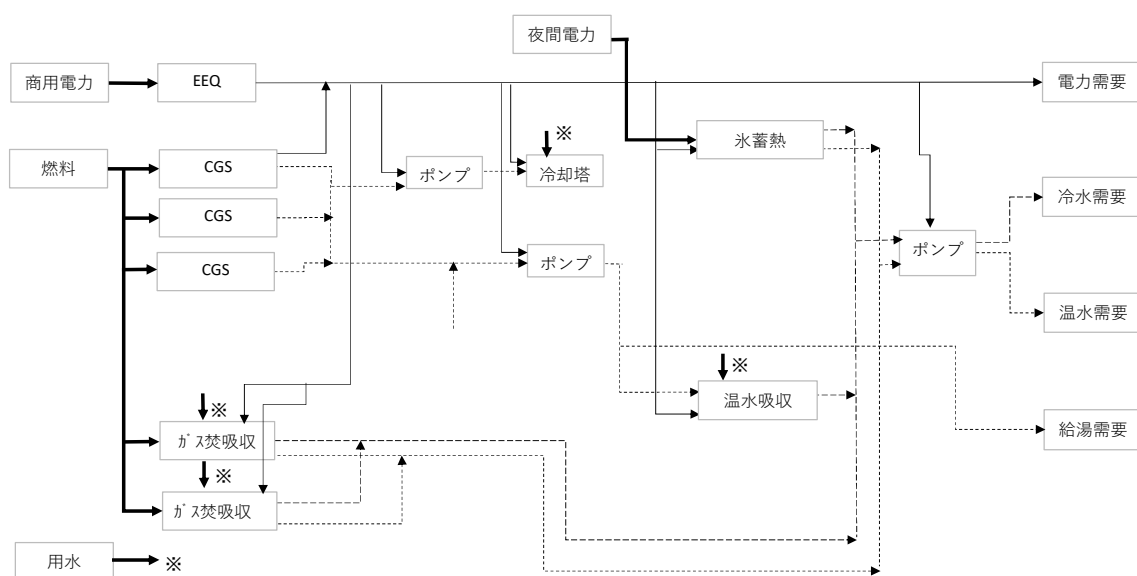 夜間電力
商用電力
EEQ
電力需要
※
氷蓄熱
燃料
CGS
ポンプ
冷却塔
CGS
冷水需要
CGS
ポンプ
ポンプ
温水需要
※
温水吸収
※
ガス焚吸収
給湯需要
※
ガス焚吸収
用水
※